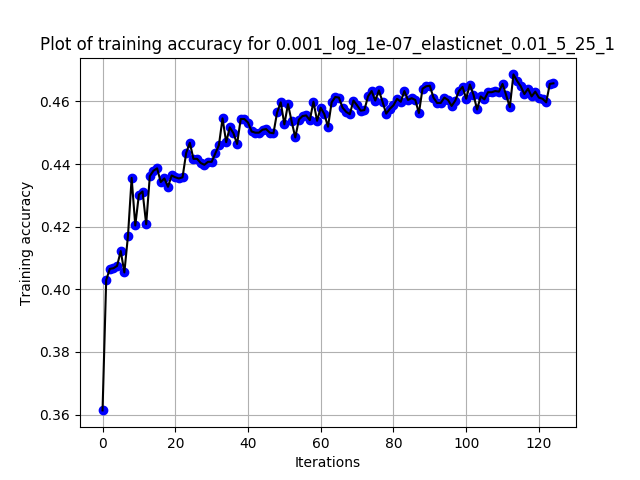 Plot of training accuracy for 0.001_log_1e-07_elasticnet_0.01_5_25_1
0.46
0.44
0.42
0.40
0.38
0.36
Training accuracy
0 20 40 60 80 100 120
Iterations